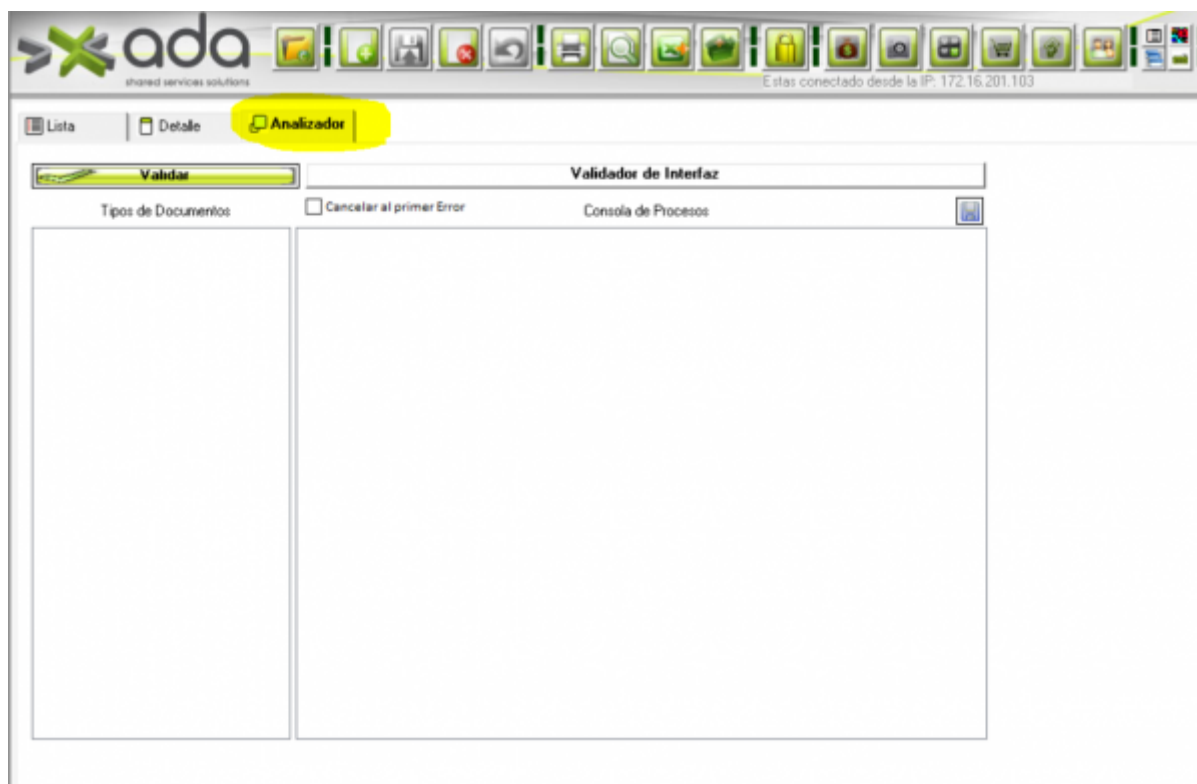 ada
shared services solutions
Estas conectado desde la IP: 172.16.201.103
Lista Detalle Analizador
Validar Validador de Interfaz
Tipos de Documentos Cancelar al primer Error Consola de Procesos